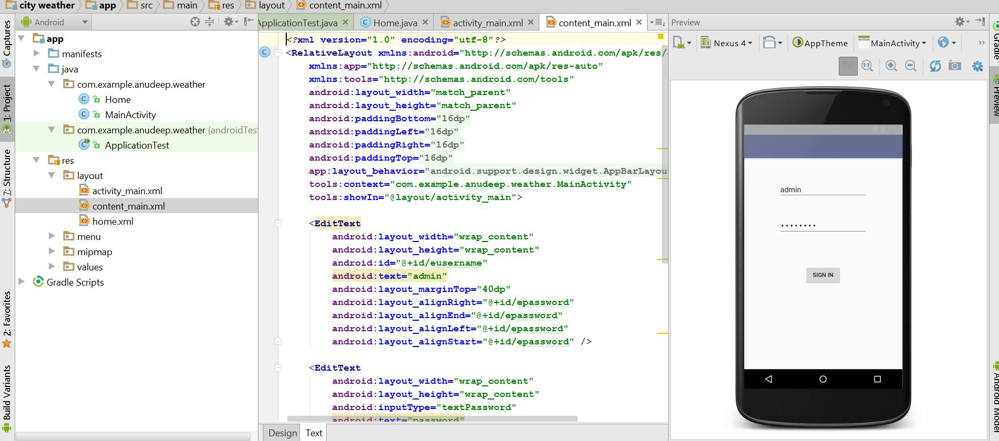 city weather app src main res layout content_main.xml
Android
ApplicationTest.java Home.java activity_main.xml content_main.xml
2
Preview
Captures
1: Project
7: Structure
2: Favorites
Build Variants
app
manifests
java
com.example.anudeep.weather
Home
MainActivity
com.example.anudeep.weather (androidTest
ApplicationTest
res
layout
activity_main.xml
content_main.xml
home.xml
menu
mipmap
values
Gradle Scripts
<?xml version="1.0" encoding="utf-8"?>
<RelativeLayout xmlns:android="http://schemas.android.com/apk/res/
xmlns:app="http://schemas.android.com/apk/res-auto"
xmlns:tools="http://schemas.android.com/tools"
android:layout_width="match_parent"
android:layout_height="match_parent"
android:paddingBottom="16dp"
android:paddingLeft="16dp"
android:paddingRight="16dp"
android:paddingTop="16dp"
app:layout_behavior="android.support.design.widget.AppBarLayou
tools:context="com.example.anudeep.weather.MainActivity"
tools:showIn="@layout/activity_main">
<EditText
android:layout_width="wrap_content"
android:layout_height="wrap_content"
android:id="@+id/eusername"
android:text="admin"
android:layout_marginTop="40dp"
android:layout_alignRight="@+id/epassword"
android:layout_alignEnd="@+id/epassword"
android:layout_alignLeft="@+id/epassword"
android:layout_alignStart="@+id/epassword" />
<EditText
android:layout_width="wrap_content"
android:layout_height="wrap_content"
android:inputType="textPassword"
android:text="password"
Design Text
Nexus 4 AppTheme MainActivity
1:1
admin
••••••••
SIGN IN
Gradle
Preview
Android Model